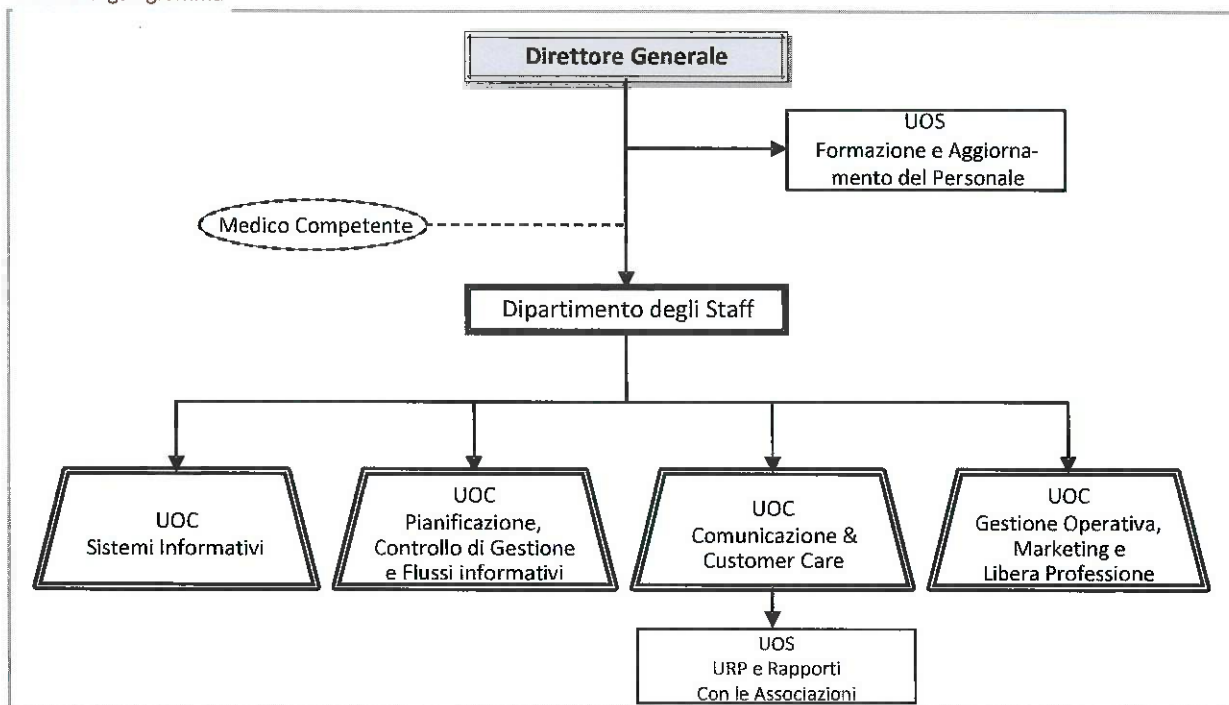 Direttore Generale
UOS
Formazione e Aggiorna-
mento del Personale
Medico Competente
Dipartimento degli Staff
UOC
Sistemi Informativi
UOC
Pianificazione,
Controllo di Gestione
e Flussi informativi
UOC
Comunicazione &
Customer Care
UOC
Gestione Operativa,
Marketing e
Libera Professione
UOS
URP e Rapporti
Con le Associazioni